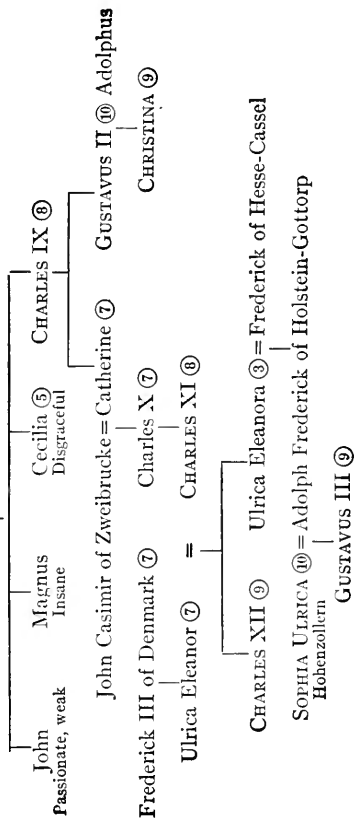 John Magnus Cecilia ⑤ CHARLES IX ⑧
Passionate, weak Insane Disgraceful
John Casimir of Zweibrucke = Catherine ⑦ GUSTAVUS II ⑩ Adolphus
Frederick III of Denmark ⑦ Charles X ⑦ CHRISTINA ⑨
Ulrica Eleanor ⑦ = CHARLES XI ⑧
CHARLES XII ⑨ Ulrica Eleanora ③ = Frederick of Hesse-Cassel
SOPHIA ULRICA ⑩ = Adolph Frederick of Holstein-Gottorp
Hohenzollern
GUSTAVUS III ⑨